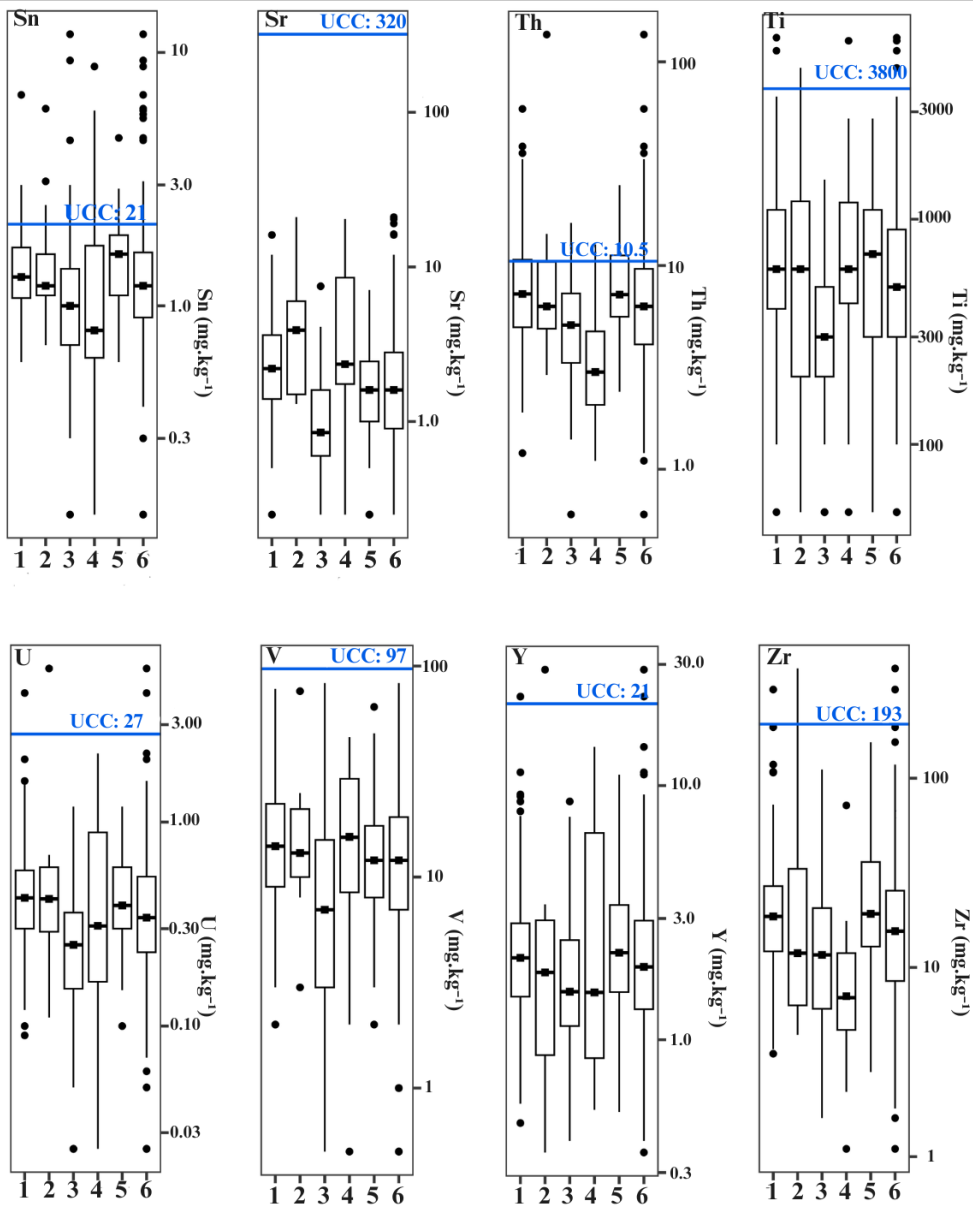 Sn
UCC: 21
10
3.0
1.0
0.3
Sn (mg.kg⁻¹)
1 2 3 4 5 6
Sr
UCC: 320
100
10
1.0
Sr (mg.kg⁻¹)
1 2 3 4 5 6
Th
UCC: 10.5
100
10
1.0
Th (mg.kg⁻¹)
1 2 3 4 5 6
Ti
UCC: 3800
3000
1000
300
100
Ti (mg.kg⁻¹)
1 2 3 4 5 6
U
UCC: 27
3.00
1.00
0.30
0.10
0.03
U (mg.kg⁻¹)
1 2 3 4 5 6
V
UCC: 97
100
10
1
V (mg.kg⁻¹)
1 2 3 4 5 6
Y
UCC: 21
30.0
10.0
3.0
1.0
0.3
Y (mg.kg⁻¹)
1 2 3 4 5 6
Zr
UCC: 193
100
10
1
Zr (mg.kg⁻¹)
1 2 3 4 5 6